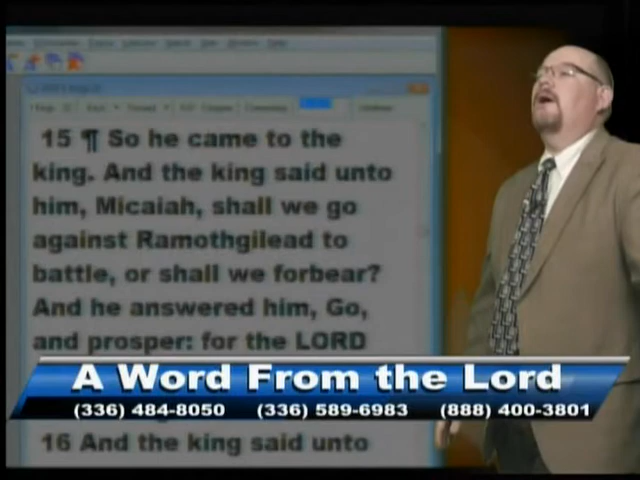 15 ¶ So he came to the
king. And the king said unto
him, Micaiah, shall we go
against Ramothgilead to
battle, or shall we forbear?
And he answered him, Go,
and prosper: for the LORD
A Word From the Lord
(336) 484-8050 (336) 589-6983 (888) 400-3801
16 And the king said unto